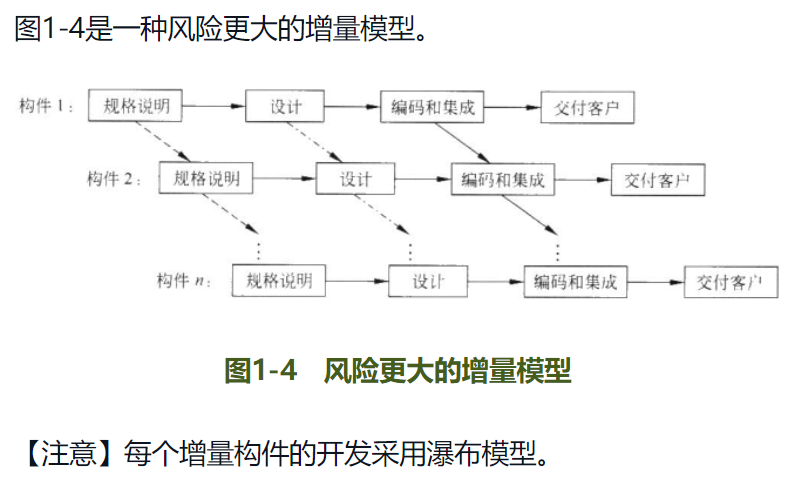 图1-4是一种风险更大的增量模型。
构件 1： 规格说明 设计 编码和集成 交付客户
构件 2： 规格说明 设计 编码和集成 交付客户
⋮ ⋮ ⋮
构件 n： 规格说明 设计 编码和集成 交付客户
图1-4 风险更大的增量模型
【注意】每个增量构件的开发采用瀑布模型。